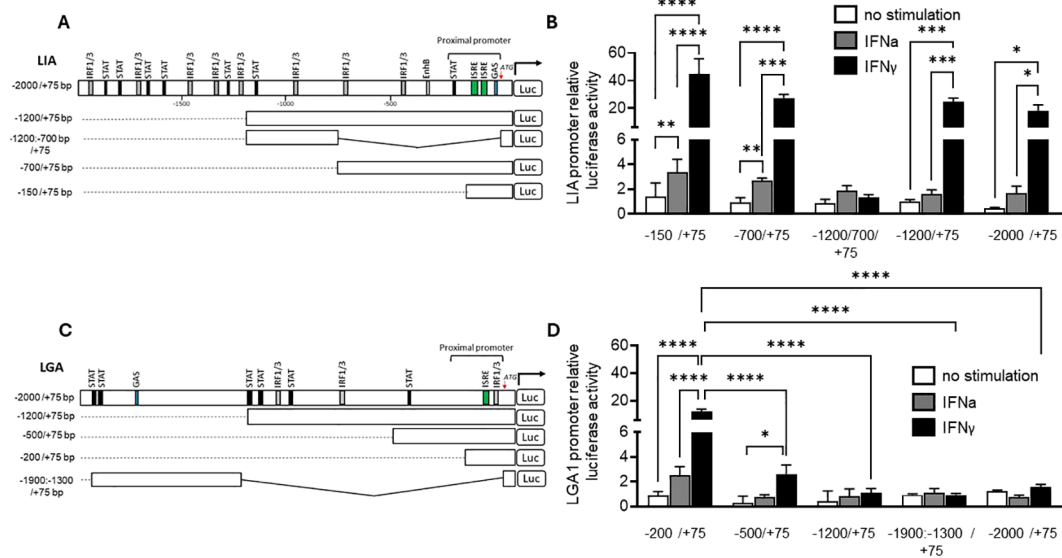 A
LIA
IRF1/3
STAT
STAT
IRF1/3
STAT
STAT
IRF1/3
IRF1/3
STAT
IRF1/3
STAT
IRF1/3
IRF1/3
IRF1/3
EnhB
Proximal promoter
STAT
ISRE
ISRE
GAS
ATG
-2000/+75 bp
Luc
-1500
-1000
-500
-1200/+75 bp
Luc
-1200:-700 bp
/+75
Luc
-700/+75 bp
Luc
-150/+75 bp
Luc
B
no stimulation
IFNa
IFNγ
LIA promoter relative
luciferase activity
60
40
20
6
4
2
0
**
****
****
**
***
****
***
***
*
*
-150 /+75
-700/+75
-1200/700/
+75
-1200/+75
-2000 /+75
C
LGA
Proximal promoter
STAT
STAT
GAS
STAT
STAT
IRF1/3
STAT
IRF1/3
STAT
ISRE
IRF1/3
ATG
-2000/+75 bp
Luc
-1200/+75 bp
Luc
-500/+75 bp
Luc
-200/+75 bp
Luc
-1900:-1300
/+75 bp
Luc
D
no stimulation
IFNa
IFNγ
LGA1 promoter relative
luciferase activity
60
40
20
6
4
2
0
****
****
****
****
****
****
*
-200 /+75
-500/+75
-1200/+75
-1900:-1300 /
+75
-2000 /+75